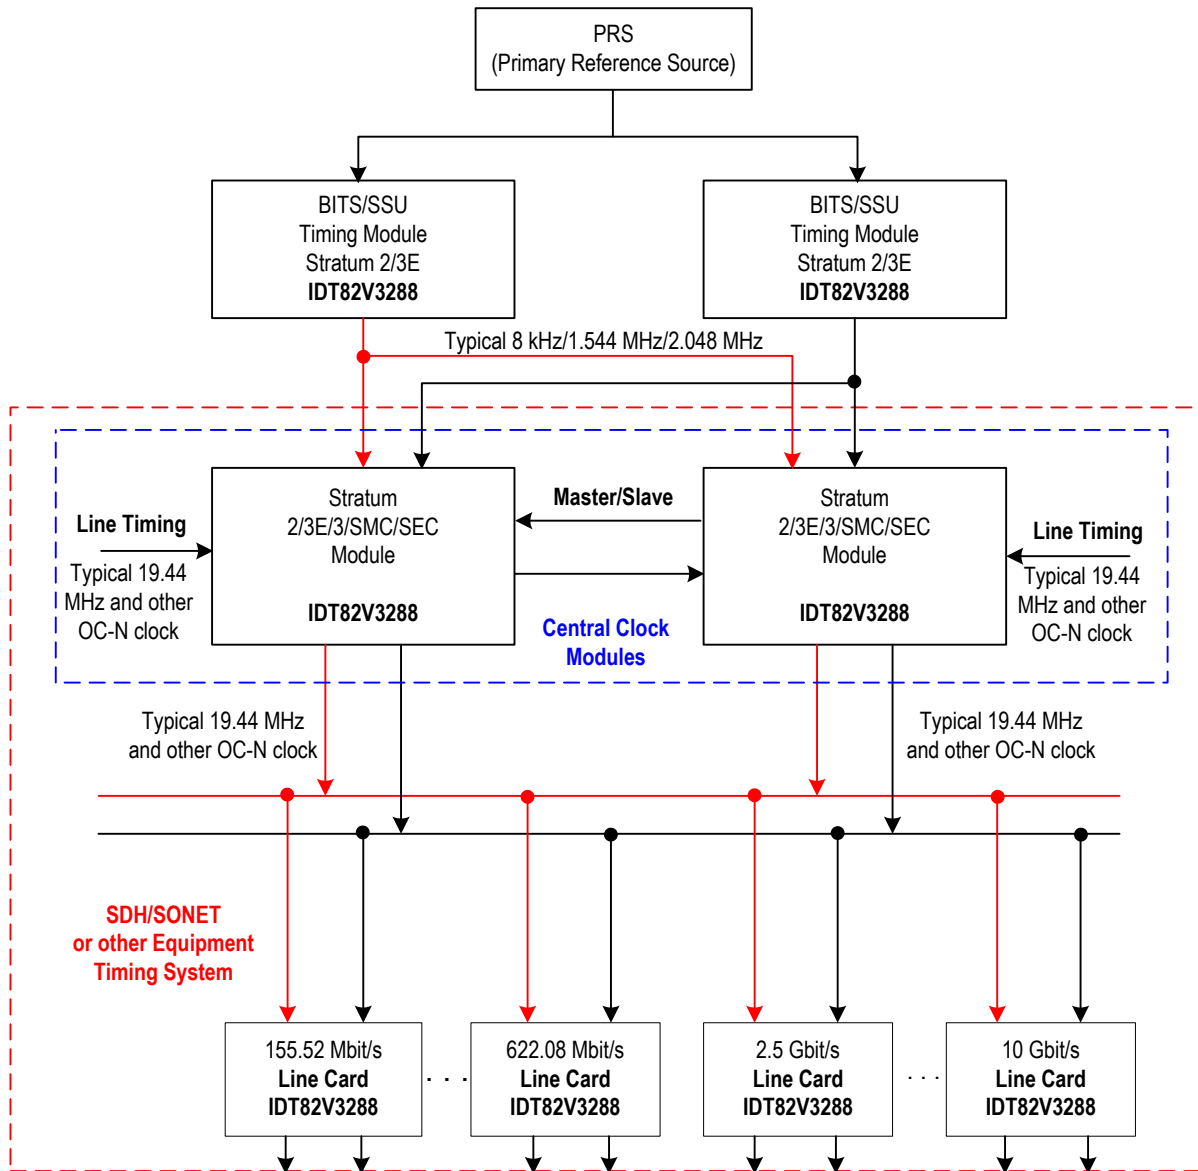 PRS
(Primary Reference Source)
BITS/SSU
Timing Module
Stratum 2/3E
IDT82V3288
BITS/SSU
Timing Module
Stratum 2/3E
IDT82V3288
Typical 8 kHz/1.544 MHz/2.048 MHz
Line Timing
Typical 19.44
MHz and other
OC-N clock
Stratum
2/3E/3/SMC/SEC
Module
IDT82V3288
Master/Slave
Central Clock
Modules
Stratum
2/3E/3/SMC/SEC
Module
IDT82V3288
Line Timing
Typical 19.44
MHz and other
OC-N clock
Typical 19.44 MHz
and other OC-N clock
Typical 19.44 MHz
and other OC-N clock
SDH/SONET
or other Equipment
Timing System
155.52 Mbit/s
Line Card
IDT82V3288
. . .
622.08 Mbit/s
Line Card
IDT82V3288
2.5 Gbit/s
Line Card
IDT82V3288
. . .
10 Gbit/s
Line Card
IDT82V3288